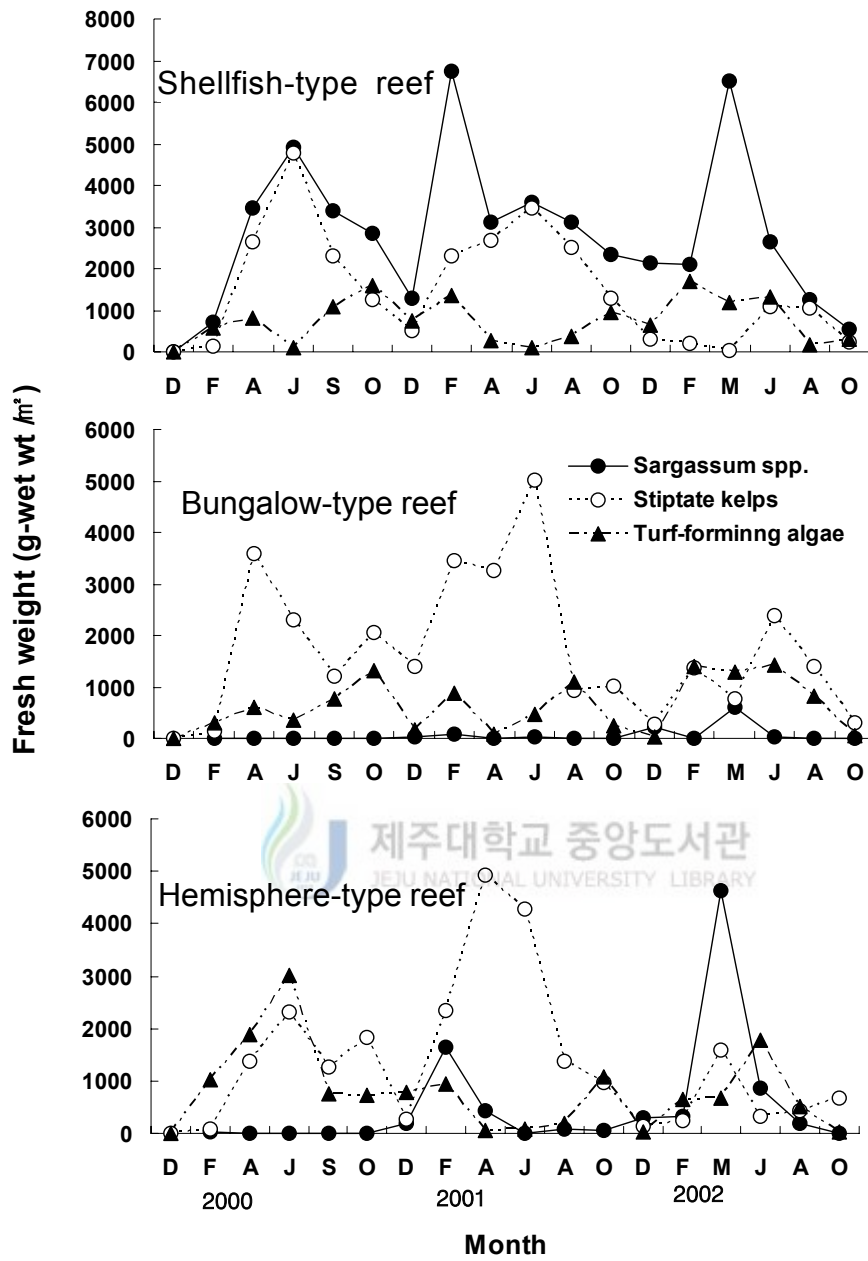 8000
7000
6000
5000
4000
3000
2000
1000
0
Shellfish-type reef
D F A J S O D F A J A O D F M J A O
Fresh weight (g-wet wt /㎡)
6000
5000
4000
3000
2000
1000
0
Bungalow-type reef
Sargassum spp.
Stiptate kelps
Turf-forminng algae
D F A J S O D F A J A O D F M J A O
6000
5000
4000
3000
2000
1000
0
제주대학교 중앙도서관
JEJU NATIONAL UNIVERSITY LIBRARY
JEJU
Hemisphere-type reef
D F A J S O D F A J A O D F M J A O
2000 2001 2002
Month